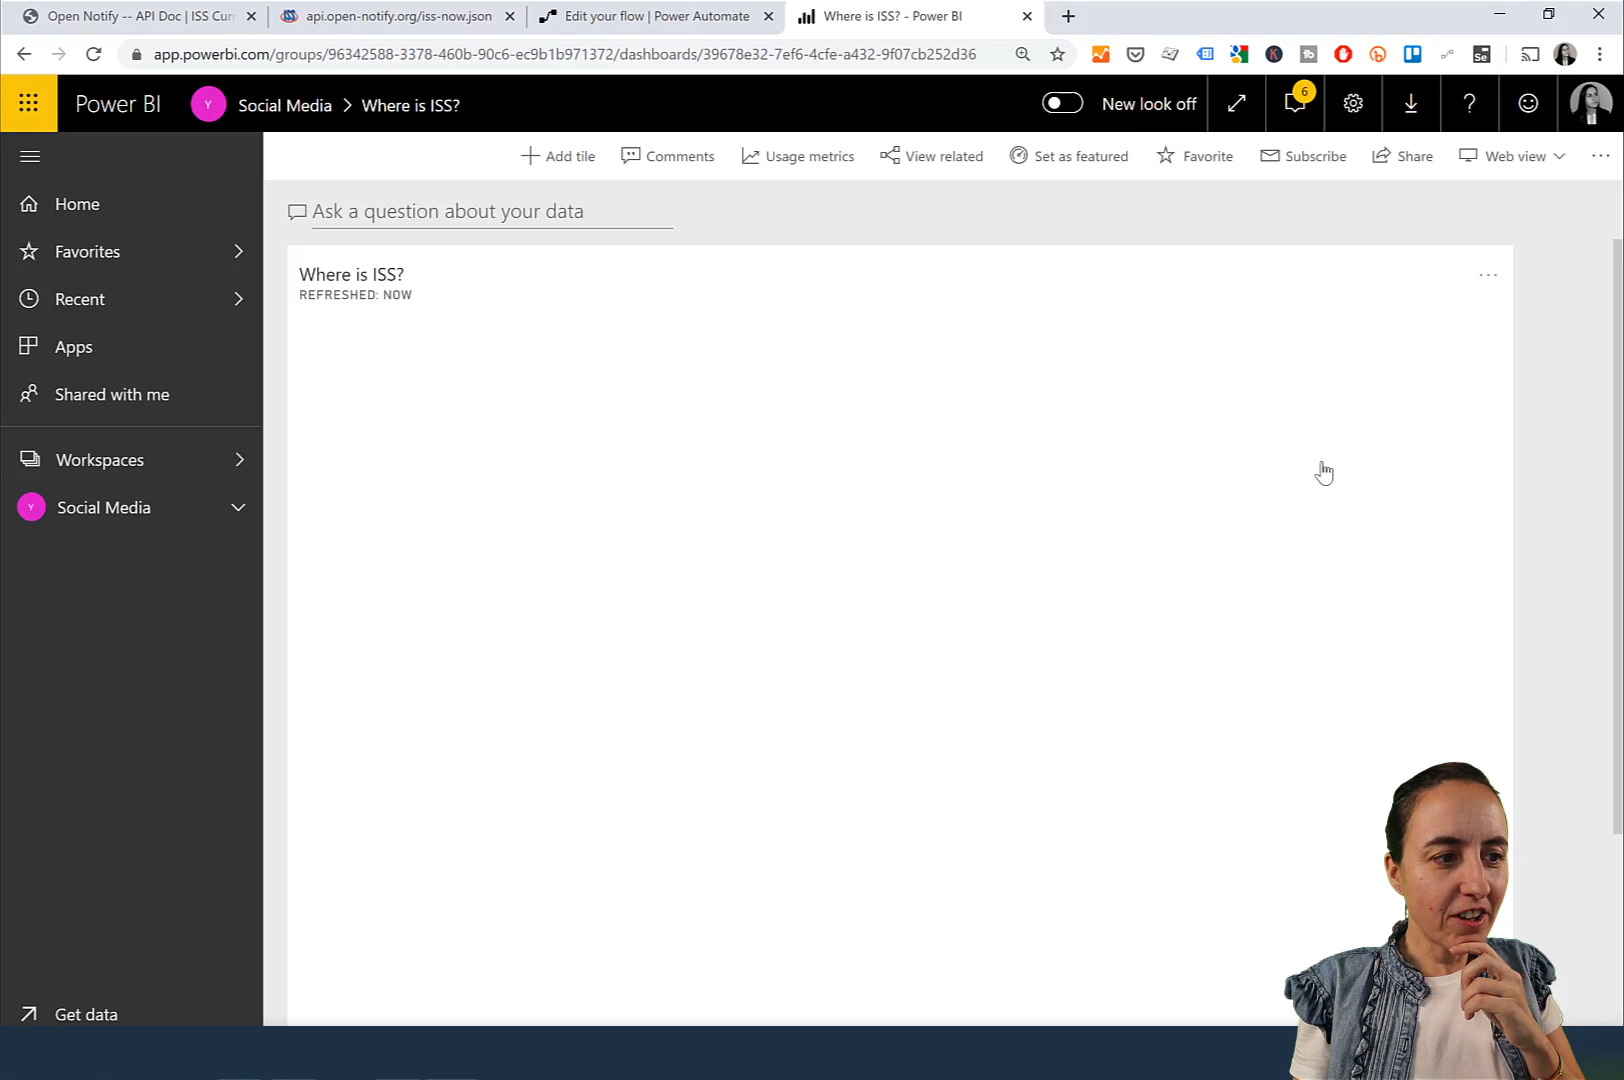 Open Notify -- API Doc | ISS Curr
api.open-notify.org/iss-now.json
Edit your flow | Power Automate
Where is ISS? - Power BI
app.powerbi.com/groups/96342588-3378-460b-90c6-ec9b1b971372/dashboards/39678e32-7ef6-4cfe-a432-9f07cb252d36
Power BI
Y
Social Media > Where is ISS?
New look off
6
Add tile
Comments
Usage metrics
View related
Set as featured
Favorite
Subscribe
Share
Web view
Home
Favorites
Recent
Apps
Shared with me
Workspaces
Y
Social Media
Get data
Ask a question about your data
Where is ISS?
REFRESHED: NOW